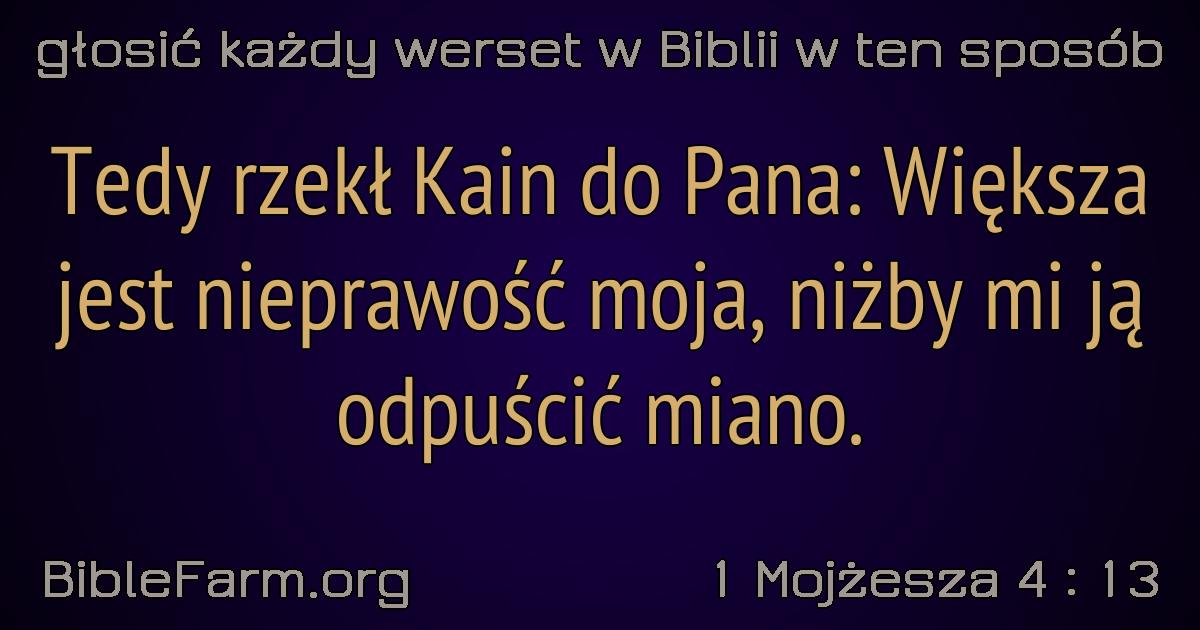 głosić każdy werset w Biblii w ten sposób
Tedy rzekł Kain do Pana: Większa
jest nieprawość moja, niżby mi ją
odpuścić miano.
BibleFarm.org
1 Mojżesza 4 : 13